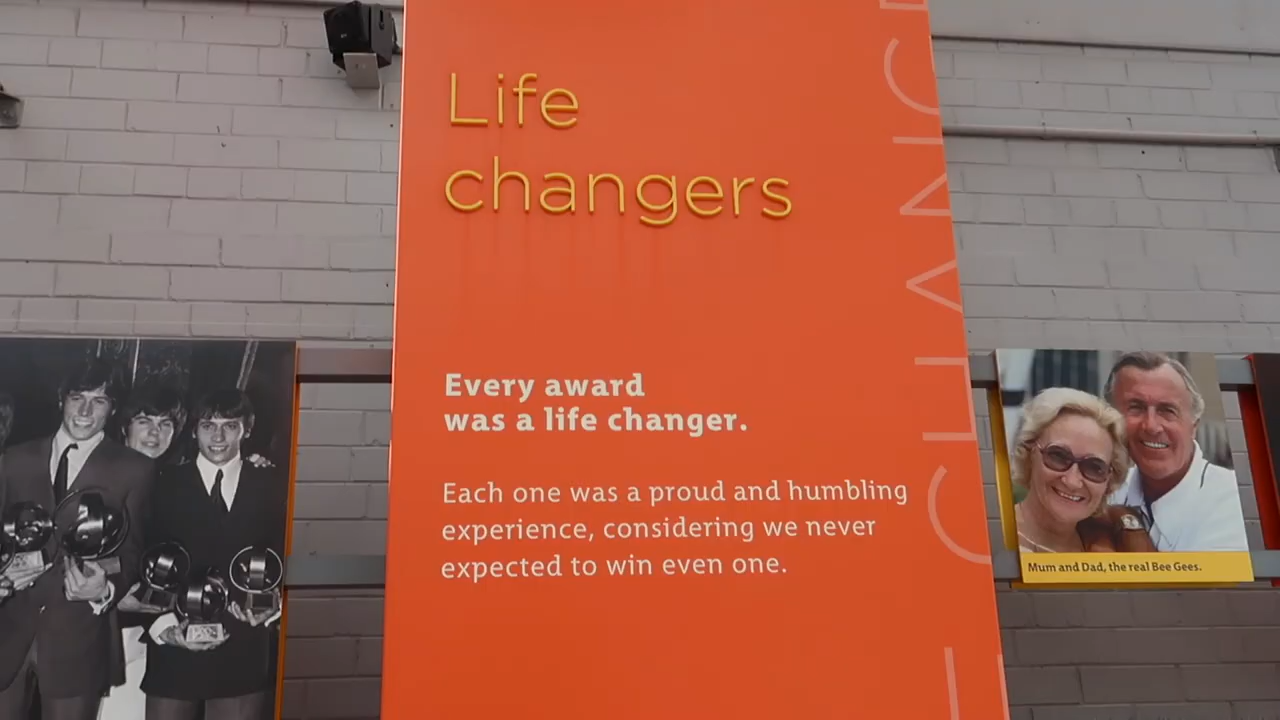 Life
changers
Every award
was a life changer.
Each one was a proud and humbling
experience, considering we never
expected to win even one.
Mum and Dad, the real Bee Gees.